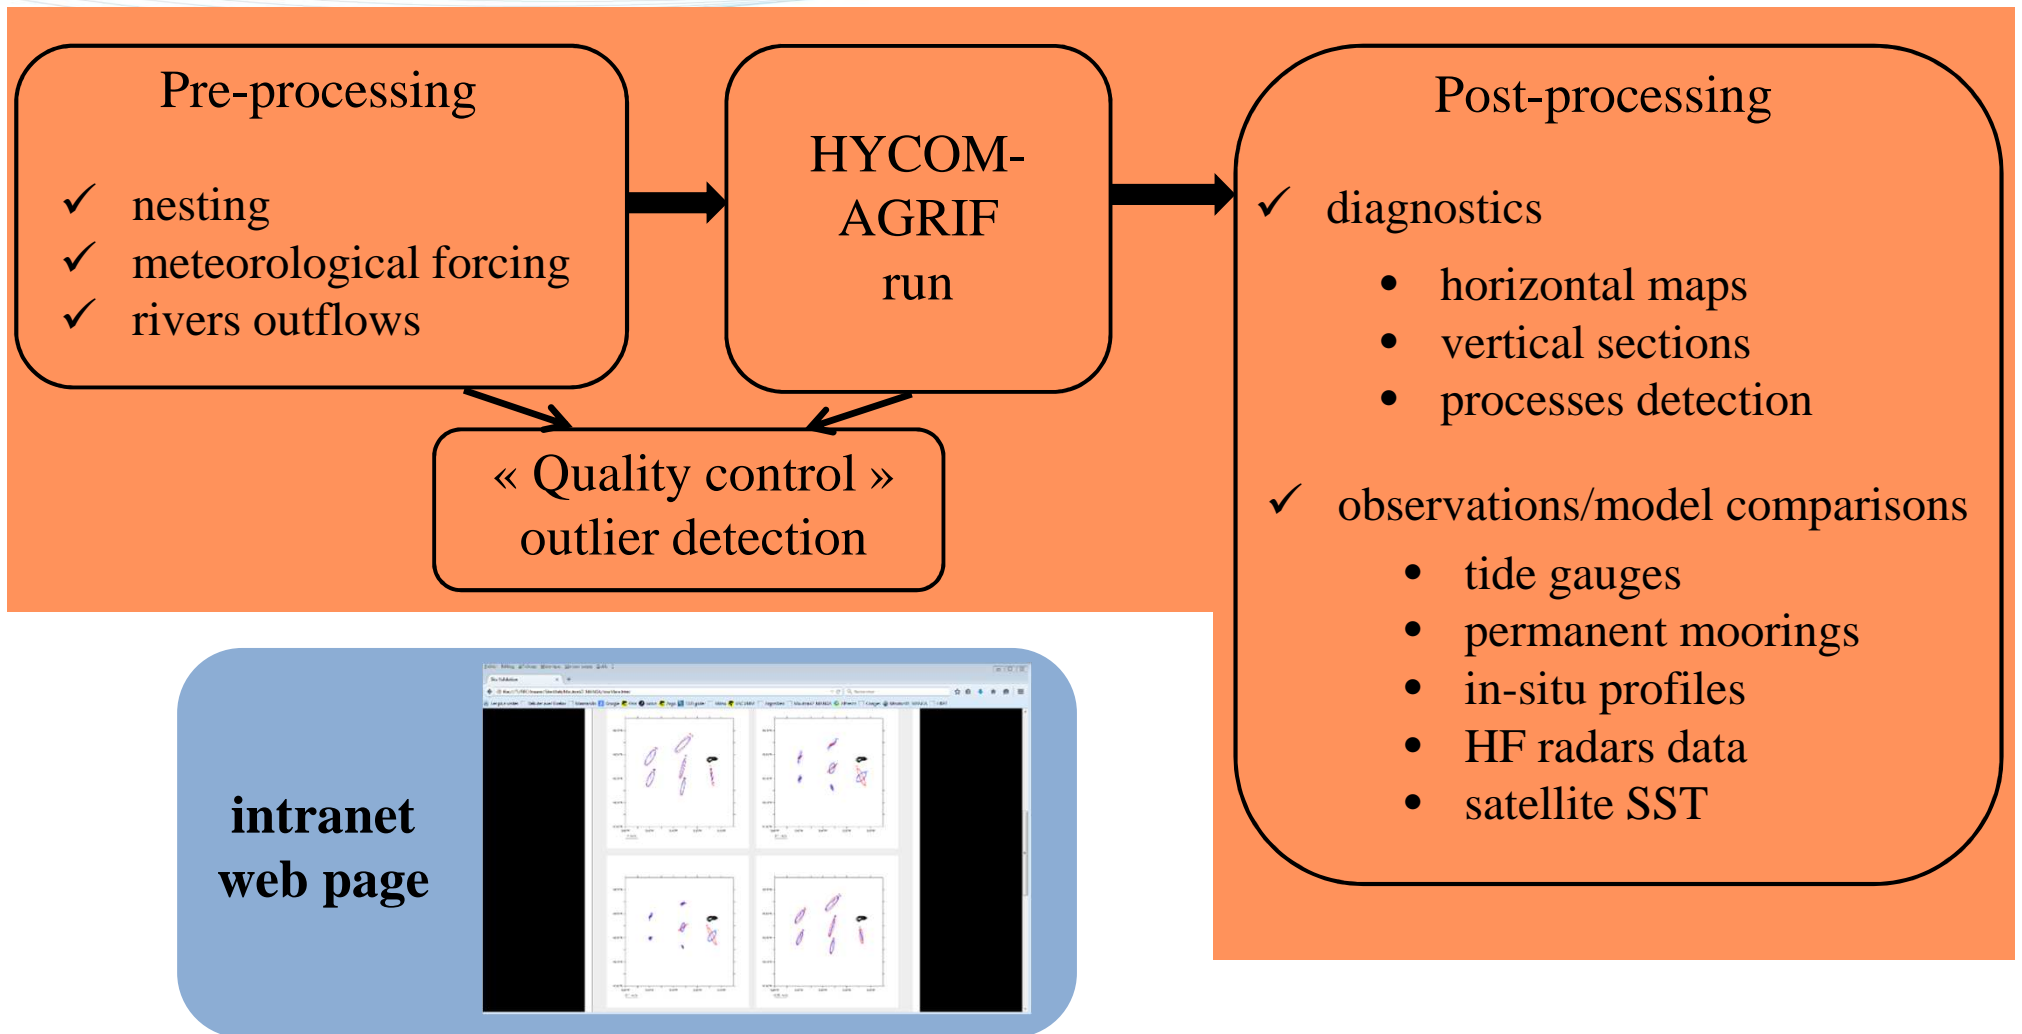 Pre-processing
✓ nesting
✓ meteorological forcing
✓ rivers outflows
HYCOM-
AGRIF
run
« Quality control »
outlier detection
Post-processing
✓ diagnostics
• horizontal maps
• vertical sections
• processes detection
✓ observations/model comparisons
• tide gauges
• permanent moorings
• in-situ profiles
• HF radars data
• satellite SST
intranet
web page